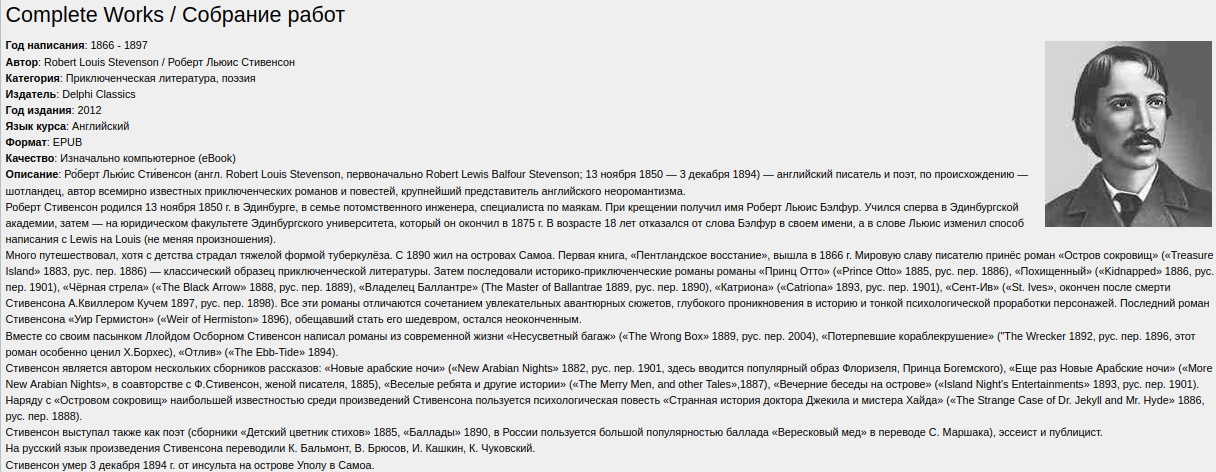 Complete Works / Собрание работ
Год написания: 1866 - 1897
Автор: Robert Louis Stevenson / Роберт Льюис Стивенсон
Категория: Приключенческая литература, поэзия
Издатель: Delphi Classics
Год издания: 2012
Язык курса: Английский
Формат: EPUB
Качество: Изначально компьютерное (eBook)
Описание: Ро́берт Лью́ис Сти́венсон (англ. Robert Louis Stevenson, первоначально Robert Lewis Balfour Stevenson; 13 ноября 1850 — 3 декабря 1894) — английский писатель и поэт, по происхождению —
шотландец, автор всемирно известных приключенческих романов и повестей, крупнейший представитель английского неоромантизма.
Роберт Стивенсон родился 13 ноября 1850 г. в Эдинбурге, в семье потомственного инженера, специалиста по маякам. При крещении получил имя Роберт Льюис Бэлфур. Учился сперва в Эдинбургской
академии, затем — на юридическом факультете Эдинбургского университета, который он окончил в 1875 г. В возрасте 18 лет отказался от слова Бэлфур в своем имени, а в слове Льюис изменил способ
написания с Lewis на Louis (не меняя произношения).
Много путешествовал, хотя с детства страдал тяжелой формой туберкулёза. С 1890 жил на островах Самоа. Первая книга, «Пентландское восстание», вышла в 1866 г. Мировую славу писателю принёс роман «Остров сокровищ» («Treasure
Island» 1883, рус. пер. 1886) — классический образец приключенческой литературы. Затем последовали историко-приключенческие романы романы «Принц Отто» («Prince Otto» 1885, рус. пер. 1886), «Похищенный» («Kidnapped» 1886, рус.
пер. 1901), «Чёрная стрела» («The Black Arrow» 1888, рус. пер. 1889), «Владелец Баллантре» (The Master of Ballantrae 1889, рус. пер. 1890), «Катриона» («Catriona» 1893, рус. пер. 1901), «Сент-Ив» («St. Ives», окончен после смерти
Стивенсона А.Квиллером Кучем 1897, рус. пер. 1898). Все эти романы отличаются сочетанием увлекательных авантюрных сюжетов, глубокого проникновения в историю и тонкой психологической проработки персонажей. Последний роман
Стивенсона «Уир Гермистон» («Weir of Hermiston» 1896), обещавший стать его шедевром, остался неоконченным.
Вместе со своим пасынком Ллойдом Осборном Стивенсон написал романы из современной жизни «Несусветный багаж» («The Wrong Box» 1889, рус. пер. 2004), «Потерпевшие кораблекрушение» ("The Wrecker 1892, рус. пер. 1896, этот
роман особенно ценил Х.Борхес), «Отлив» («The Ebb-Tide» 1894).
Стивенсон является автором нескольких сборников рассказов: «Новые арабские ночи» («New Arabian Nights» 1882, рус. пер. 1901, здесь вводится популярный образ Флоризеля, Принца Богемского), «Еще раз Новые Арабские ночи» («More
New Arabian Nights», в соавторстве с Ф.Стивенсон, женой писателя, 1885), «Веселые ребята и другие истории» («The Merry Men, and other Tales»,1887), «Вечерние беседы на острове» («Island Night's Entertainments» 1893, рус. пер. 1901).
Наряду с «Островом сокровищ» наибольшей известностью среди произведений Стивенсона пользуется психологическая повесть «Странная история доктора Джекила и мистера Хайда» («The Strange Case of Dr. Jekyll and Mr. Hyde» 1886,
рус. пер. 1888).
Стивенсон выступал также как поэт (сборники «Детский цветник стихов» 1885, «Баллады» 1890, в России пользуется большой популярностью баллада «Вересковый мед» в переводе С. Маршака), эссеист и публицист.
На русский язык произведения Стивенсона переводили К. Бальмонт, В. Брюсов, И. Кашкин, К. Чуковский.
Стивенсон умер 3 декабря 1894 г. от инсульта на острове Уполу в Самоа.